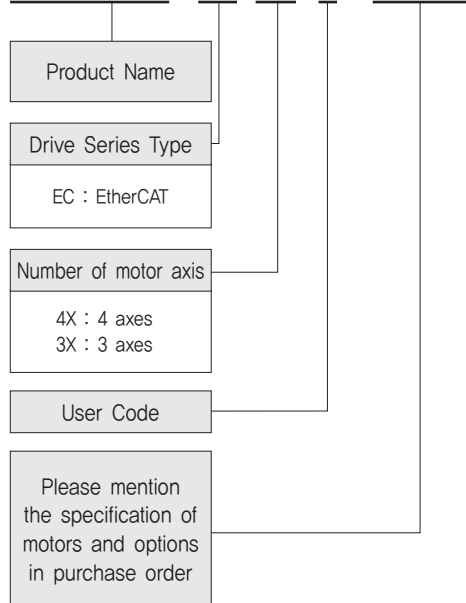 Product Name
Drive Series Type
EC : EtherCAT
Number of motor axis
4X : 4 axes
3X : 3 axes
User Code
Please mention
the specification of
motors and options
in purchase order